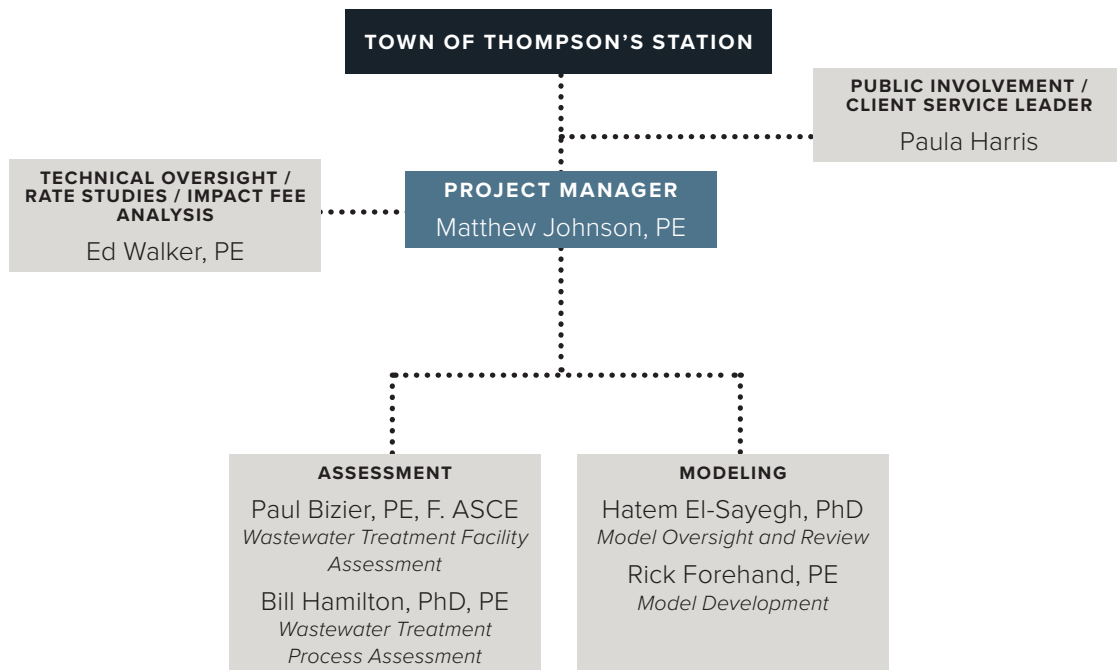 TOWN OF THOMPSON’S STATION
PUBLIC INVOLVEMENT /
CLIENT SERVICE LEADER
Paula Harris
TECHNICAL OVERSIGHT /
RATE STUDIES / IMPACT FEE
ANALYSIS
Ed Walker, PE
PROJECT MANAGER
Matthew Johnson, PE
ASSESSMENT
Paul Bizier, PE, F. ASCE
Wastewater Treatment Facility
Assessment
Bill Hamilton, PhD, PE
Wastewater Treatment
Process Assessment
MODELING
Hatem El-Sayegh, PhD
Model Oversight and Review
Rick Forehand, PE
Model Development